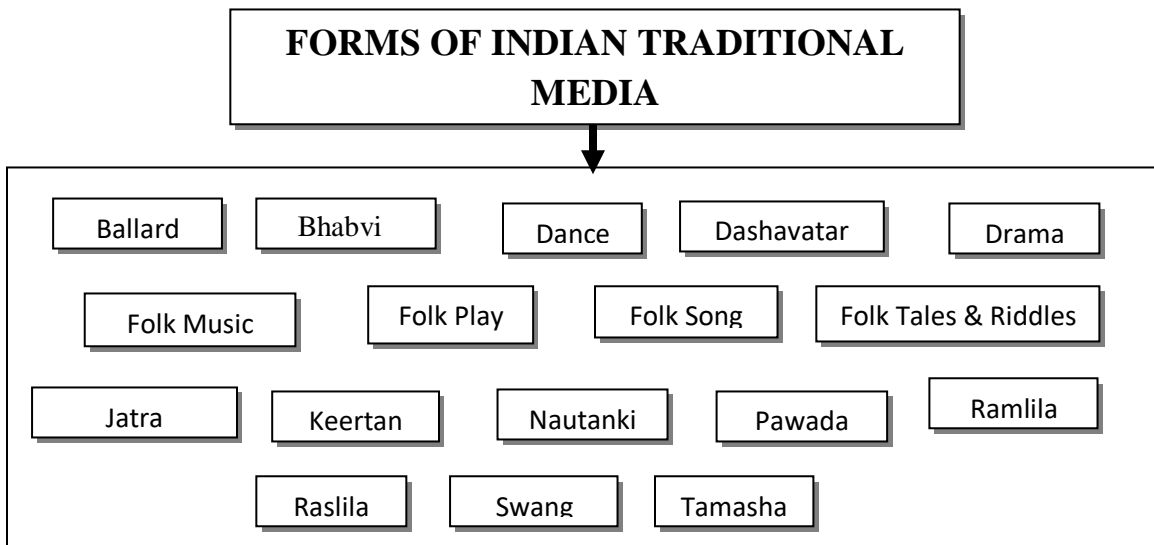 FORMS OF INDIAN TRADITIONAL
MEDIA
Ballard
Bhabvi
Dance
Dashavatar
Drama
Folk Music
Folk Play
Folk Song
Folk Tales & Riddles
Jatra
Keertan
Nautanki
Pawada
Ramlila
Raslila
Swang
Tamasha